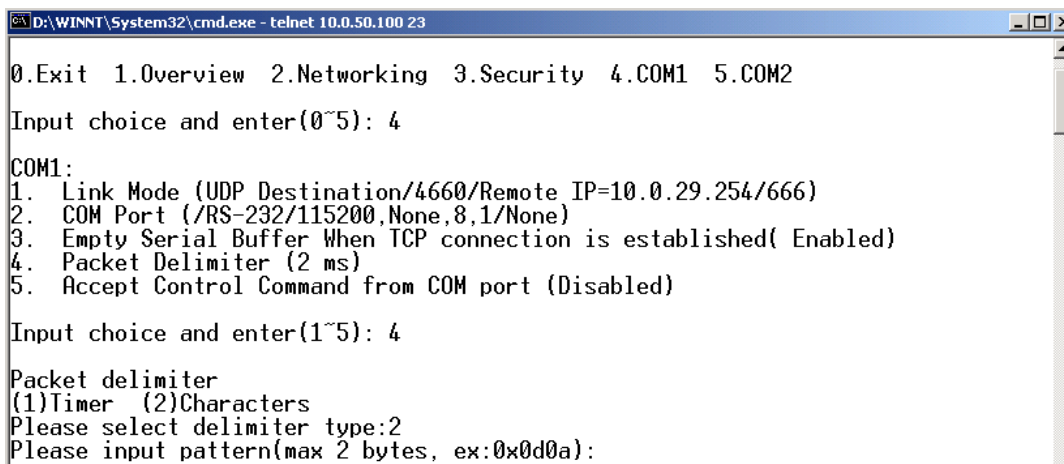 D:\WINNT\System32\cmd.exe - telnet 10.0.50.100 23
0.Exit  1.Overview  2.Networking  3.Security  4.COM1  5.COM2
Input choice and enter(0~5): 4
COM1:
1.  Link Mode (UDP Destination/4660/Remote IP=10.0.29.254/666)
2.  COM Port (/RS-232/115200,None,8,1/None)
3.  Empty Serial Buffer When TCP connection is established( Enabled)
4.  Packet Delimiter (2 ms)
5.  Accept Control Command from COM port (Disabled)
Input choice and enter(1~5): 4
Packet delimiter
(1)Timer  (2)Characters
Please select delimiter type:2
Please input pattern(max 2 bytes, ex:0x0d0a):